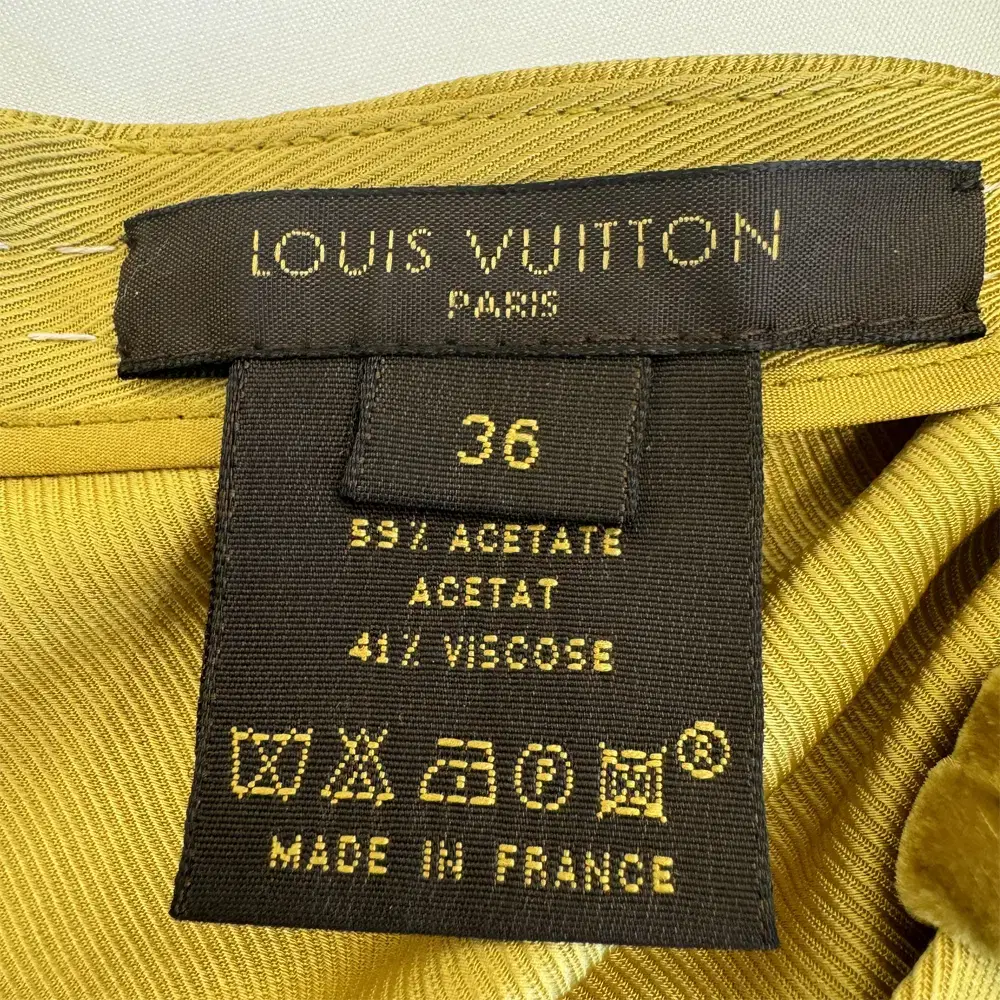 LOUIS VUITTON
PARIS
36
59% ACETATE
ACETAT
41% VISCOSE
P ®
MADE IN FRANCE